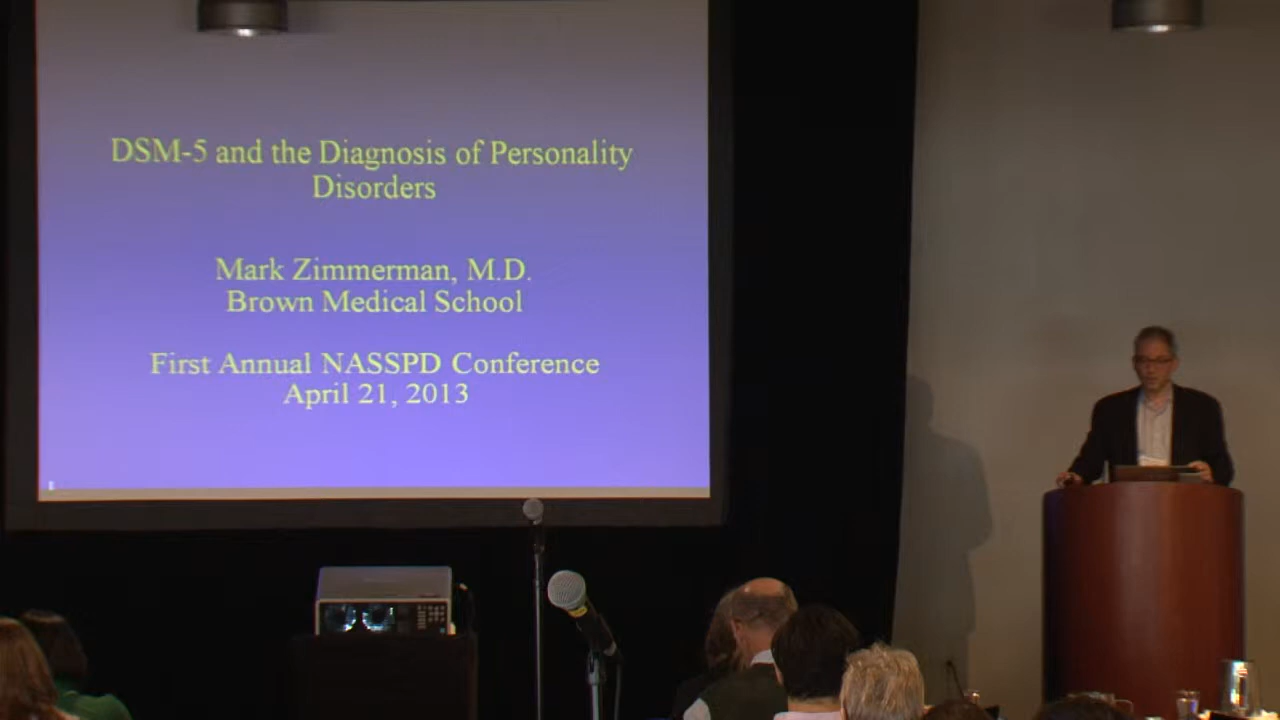 DSM-5 and the Diagnosis of Personality
Disorders
Mark Zimmerman, M.D.
Brown Medical School
First Annual NASSPD Conference
April 21, 2013